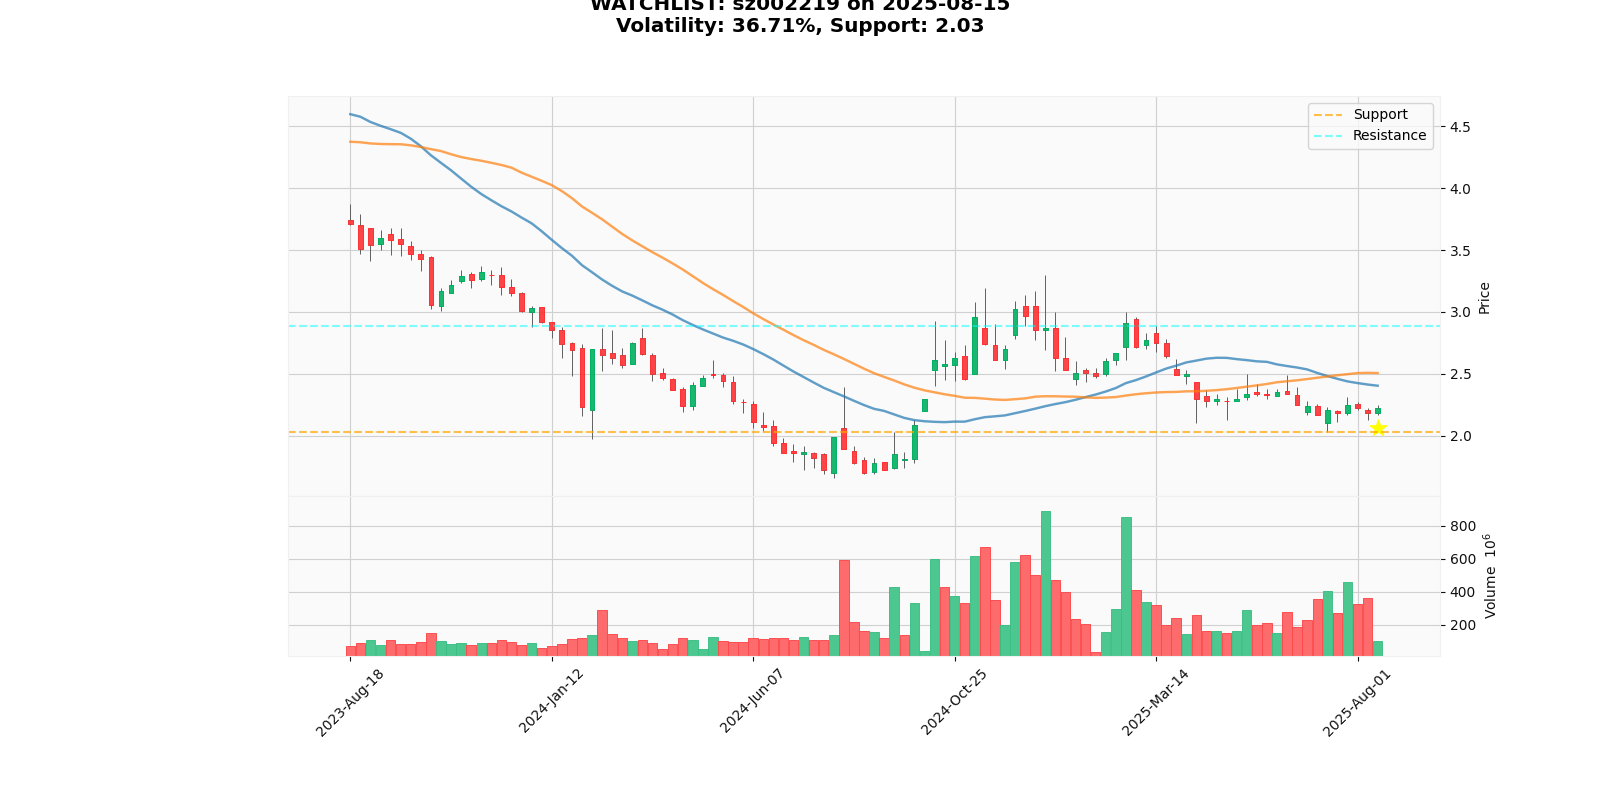 WATCHLIST: sz002219 on 2025-08-15
Volatility: 36.71%, Support: 2.03
Support
Resistance
4.5
4.0
3.5
3.0
2.5
2.0
Price
800
600
400
200
Volume 10^6
2023-Aug-18
2024-Jan-12
2024-Jun-07
2024-Oct-25
2025-Mar-14
2025-Aug-01